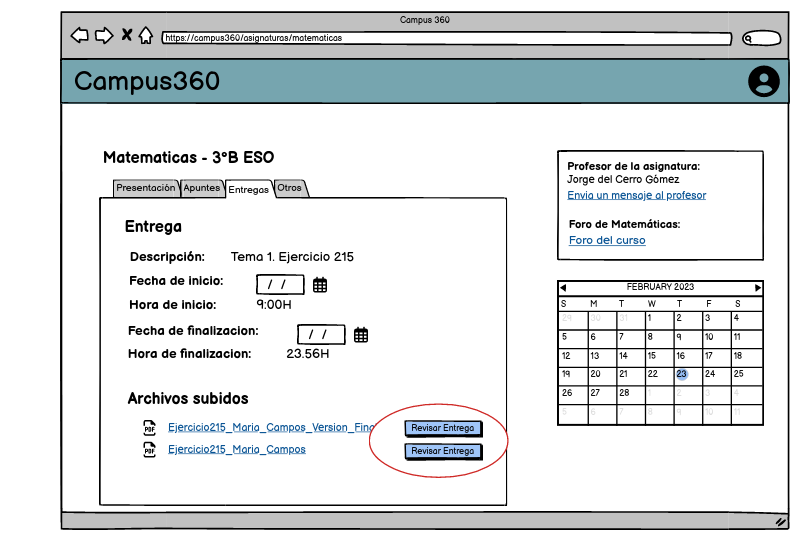 Campus 360
https://campus360/asignaturas/matematicas
Campus360
Matematicas - 3ºB ESO
Presentación Apuntes Entregas Otros
Entrega
Descripción: Tema 1. Ejercicio 215
Fecha de inicio: / /
Hora de inicio: 9:00H
Fecha de finalizacion: / /
Hora de finalizacion: 23.56H
Archivos subidos
PDF Ejercicio215_Maria_Campos_Version_Fina Revisar Entrega
PDF Ejercicio215_Maria_Campos Revisar Entrega
Profesor de la asignatura:
Jorge del Cerro Gómez
Envia un mensaje al profesor
Foro de Matemáticas:
Foro del curso
FEBRUARY 2023
S M T W T F S
29 30 31 1 2 3 4
5 6 7 8 9 10 11
12 13 14 15 16 17 18
19 20 21 22 23 24 25
26 27 28 1 2 3 4
5 6 7 8 9 10 11